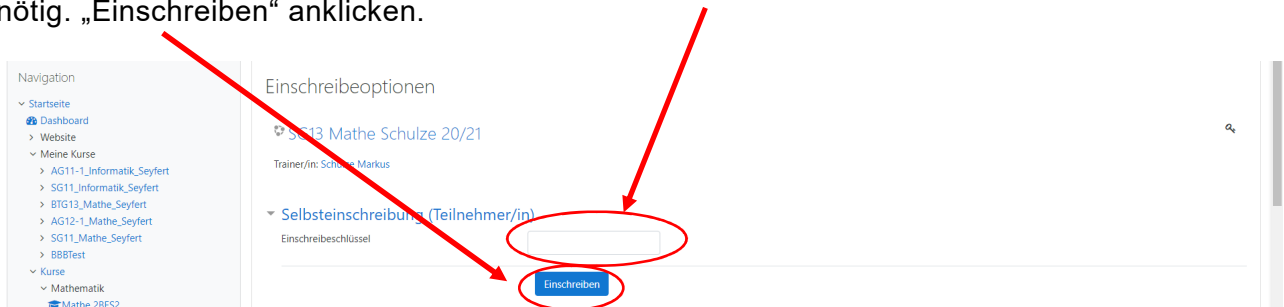 nötig. „Einschreiben“ anklicken.
Navigation
Startseite
Dashboard
Website
Meine Kurse
AG11-1_Informatik_Seyfert
SG11_Informatik_Seyfert
BTG13_Mathe_Seyfert
AG12-1_Mathe_Seyfert
SG11_Mathe_Seyfert
BBBTest
Kurse
Mathematik
Mathe 2BFS2
Einschreibeoptionen
SG13 Mathe Schulze 20/21
Trainer/in: Schulze Markus
Selbsteinschreibung (Teilnehmer/in)
Einschreibeschlüssel
Einschreiben